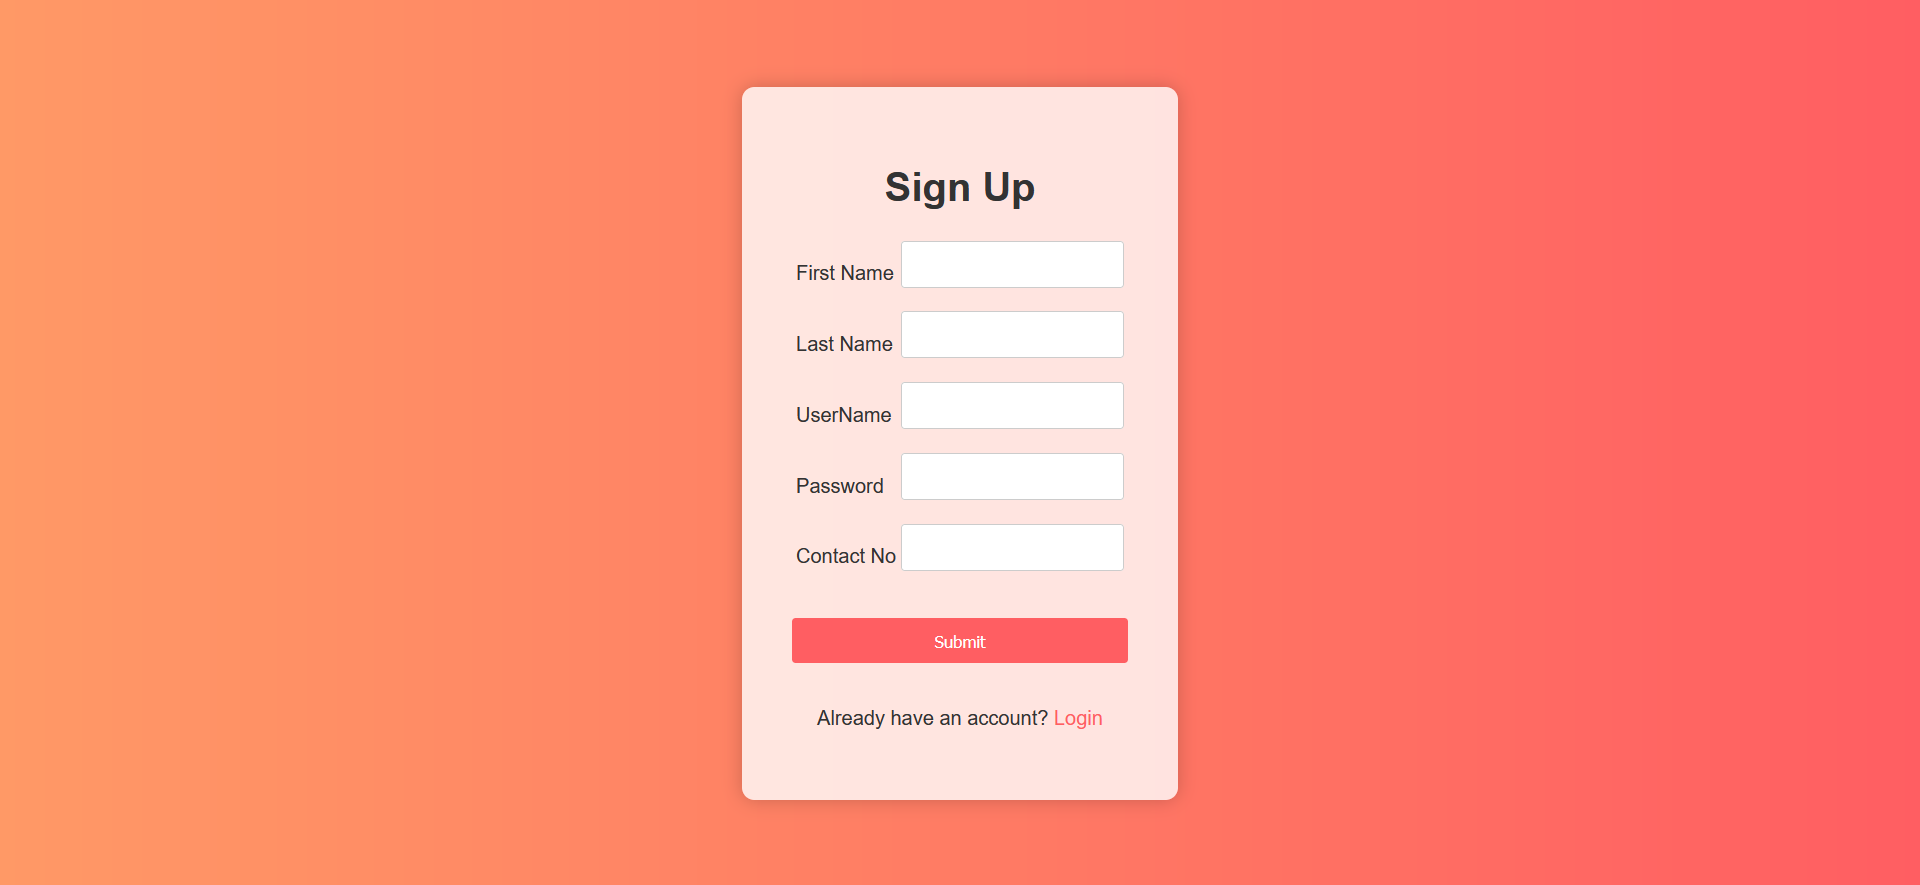 Sign Up
First Name
Last Name
UserName
Password
Contact No
Submit
Already have an account? Login